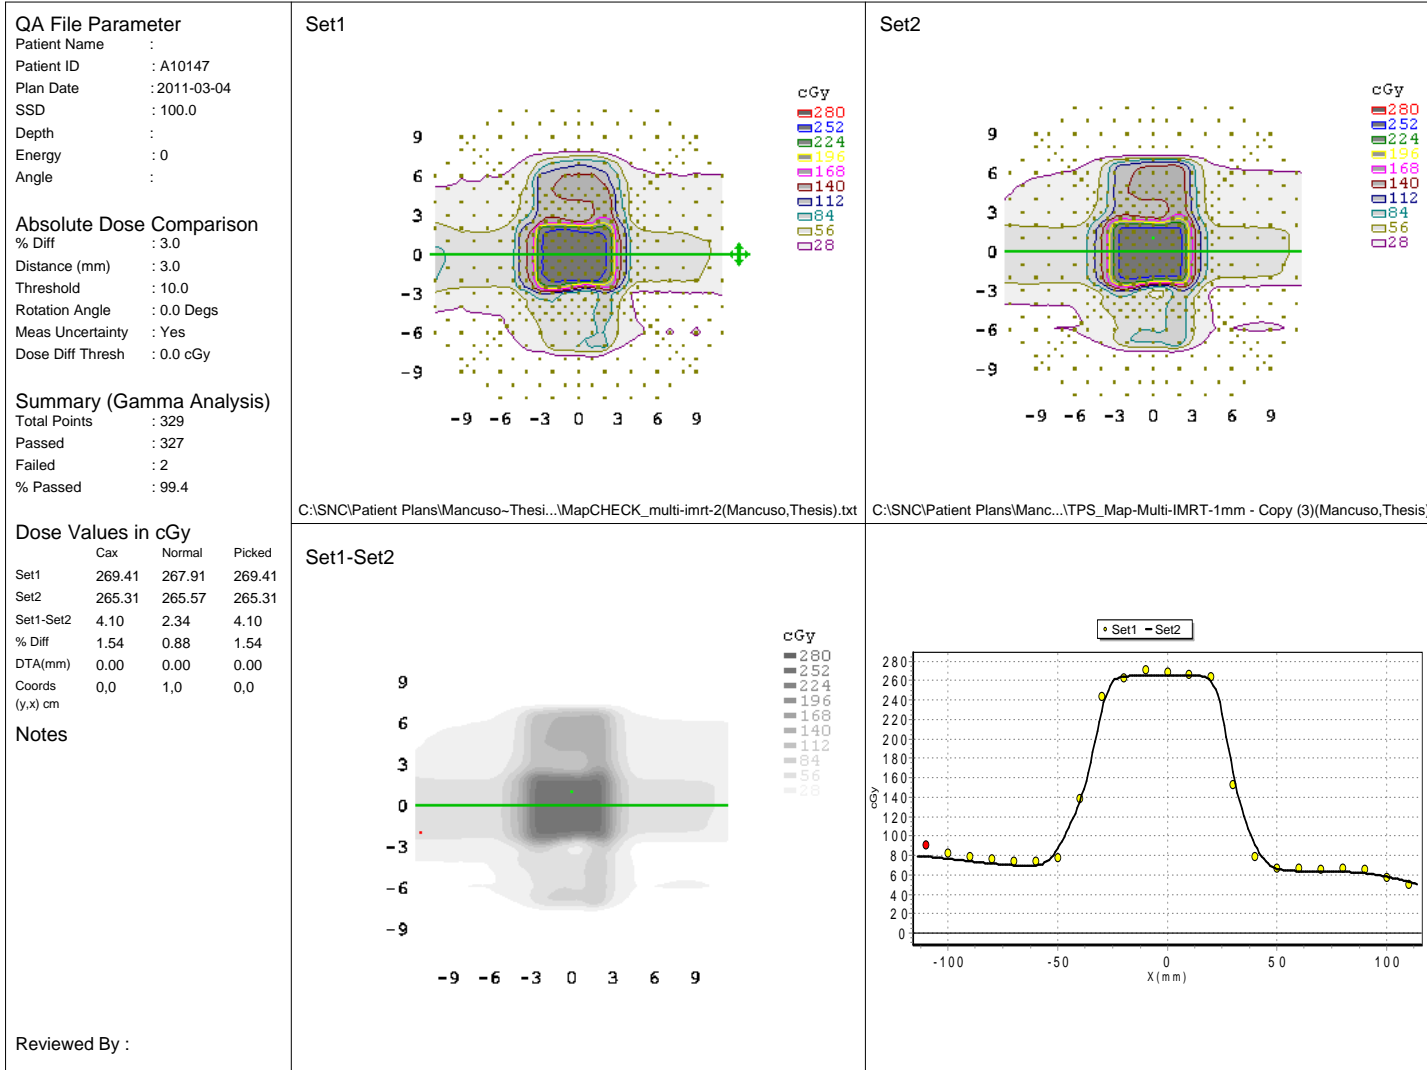 QA File Parameter
Patient Name :
Patient ID : A10147
Plan Date : 2011-03-04
SSD : 100.0
Depth :
Energy : 0
Angle :
Absolute Dose Comparison
% Diff : 3.0
Distance (mm) : 3.0
Threshold : 10.0
Rotation Angle : 0.0 Degs
Meas Uncertainty : Yes
Dose Diff Thresh : 0.0 cGy
Summary (Gamma Analysis)
Total Points : 329
Passed : 327
Failed : 2
% Passed : 99.4
Dose Values in cGy
Cax Normal Picked
Set1 269.41 267.91 269.41
Set2 265.31 265.57 265.31
Set1-Set2 4.10 2.34 4.10
% Diff 1.54 0.88 1.54
DTA(mm) 0.00 0.00 0.00
Coords 0,0 1,0 0,0
(y,x) cm
Notes
Reviewed By :
Set1
cGy
280
252
224
196
168
140
112
84
56
28
9
6
3
0
-3
-6
-9
-9 -6 -3 0 3 6 9
C:\SNC\Patient Plans\Mancuso~Thesi...\MapCHECK_multi-imrt-2(Mancuso,Thesis).txt
Set2
cGy
280
252
224
196
168
140
112
84
56
28
9
6
3
0
-3
-6
-9
-9 -6 -3 0 3 6 9
C:\SNC\Patient Plans\Manc...\TPS_Map-Multi-IMRT-1mm - Copy (3)(Mancuso,Thesis)
Set1-Set2
cGy
280
252
224
196
168
140
112
84
56
28
9
6
3
0
-3
-6
-9
-9 -6 -3 0 3 6 9
Set1 Set2
280
260
240
220
200
180
160
140
120
100
80
60
40
20
0
cGy
-100 -50 0 50 100
X(mm)